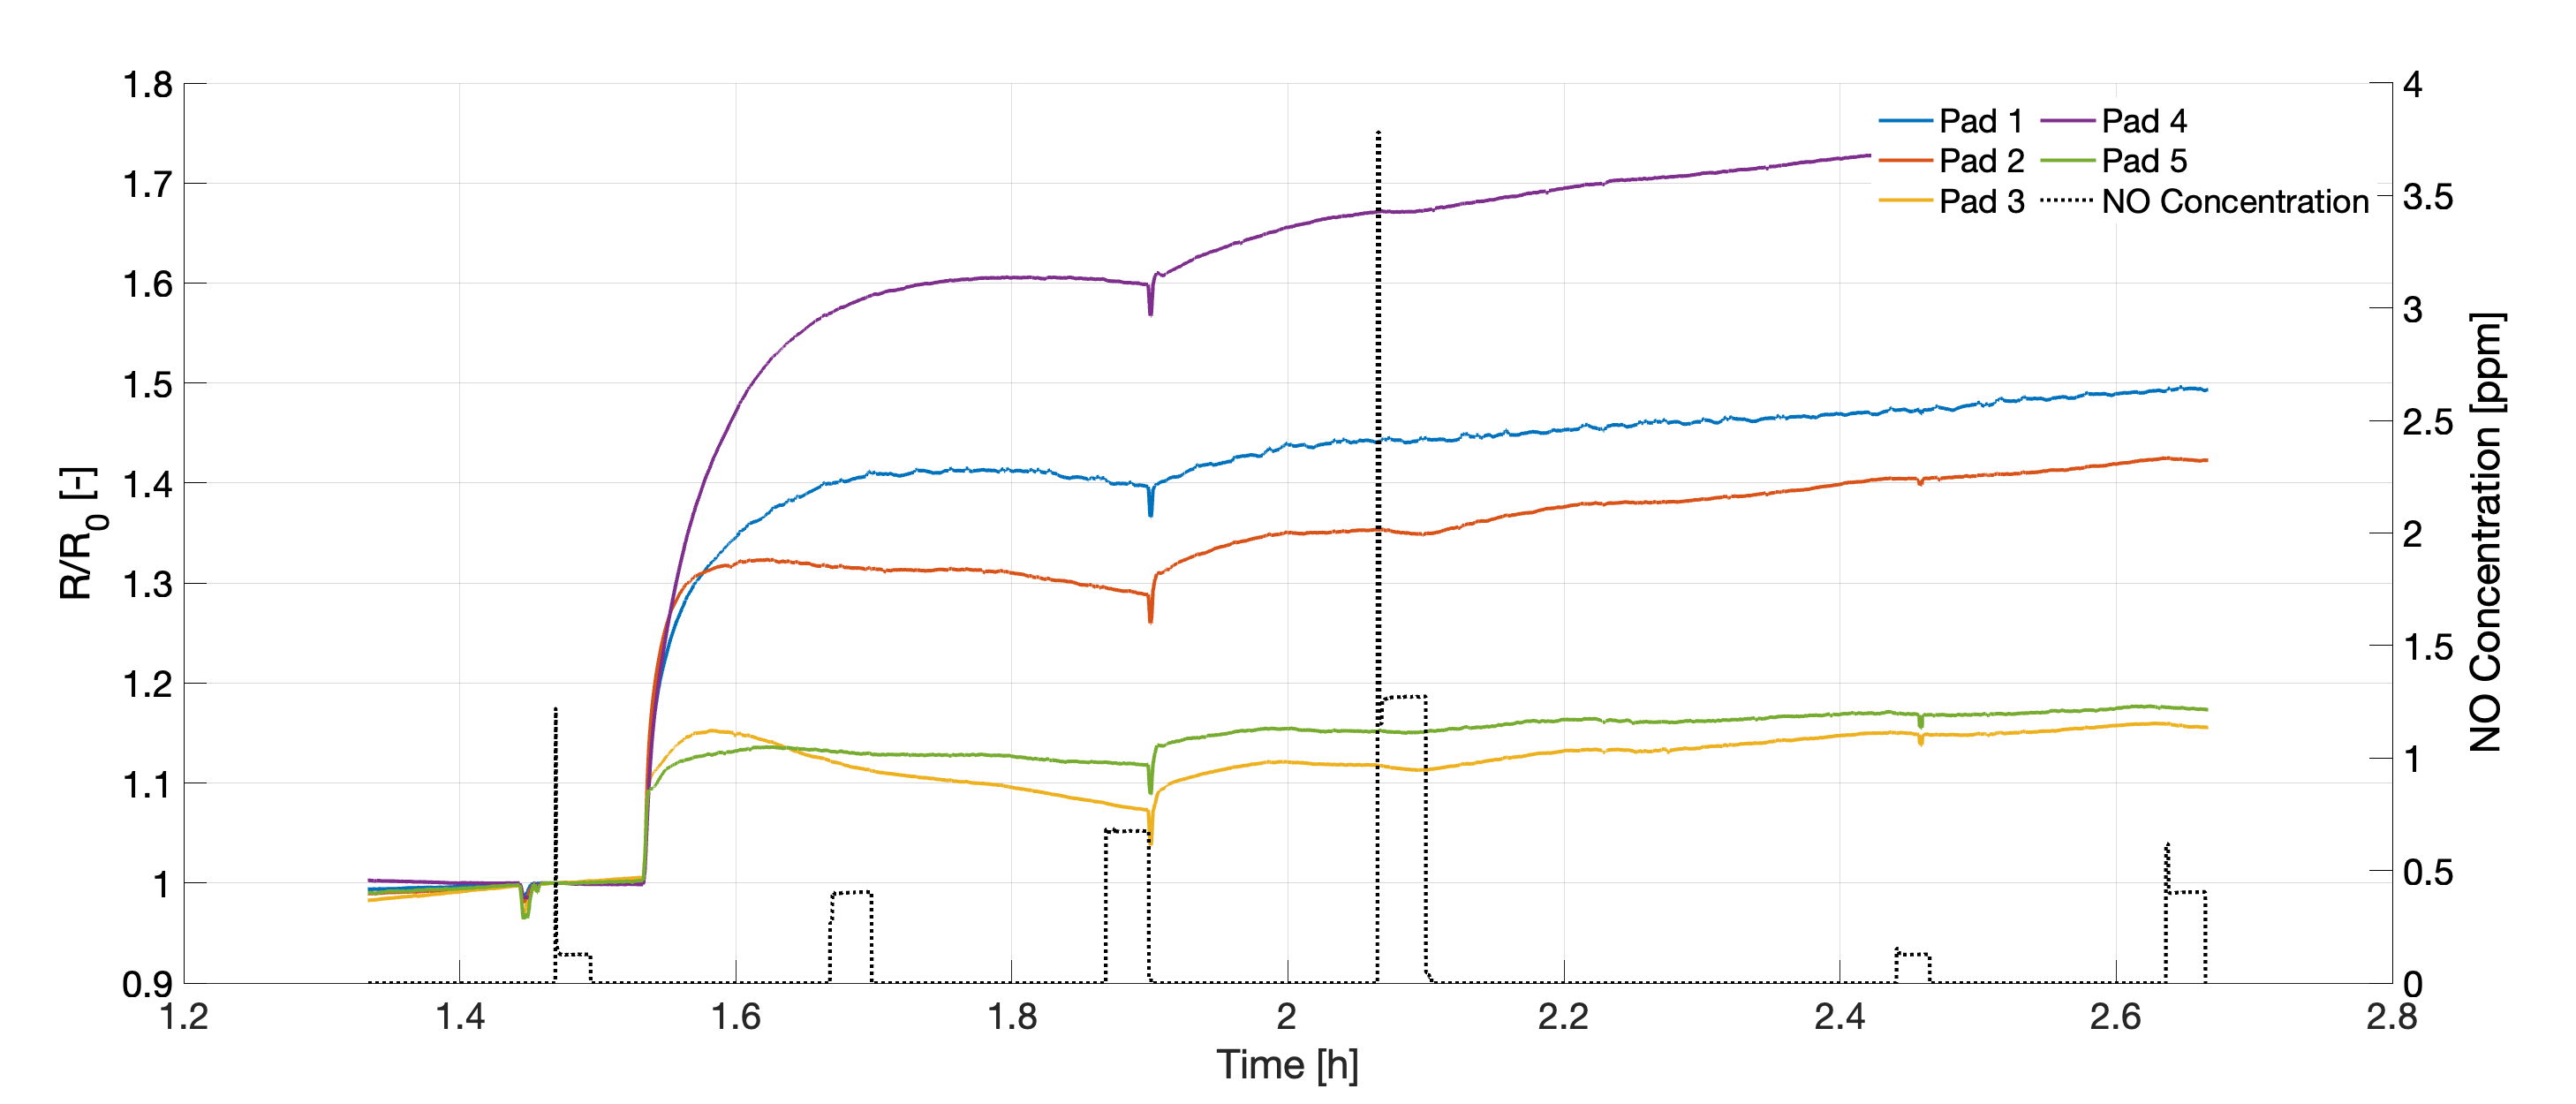 1.8
1.7
1.6
1.5
1.4
1.3
1.2
1.1
1
0.9
R/R0 [-]
4
3.5
3
2.5
2
1.5
1
0.5
0
NO Concentration [ppm]
Pad 1 Pad 4
Pad 2 Pad 5
Pad 3 NO Concentration
1.2 1.4 1.6 1.8 2 2.2 2.4 2.6 2.8
Time [h]